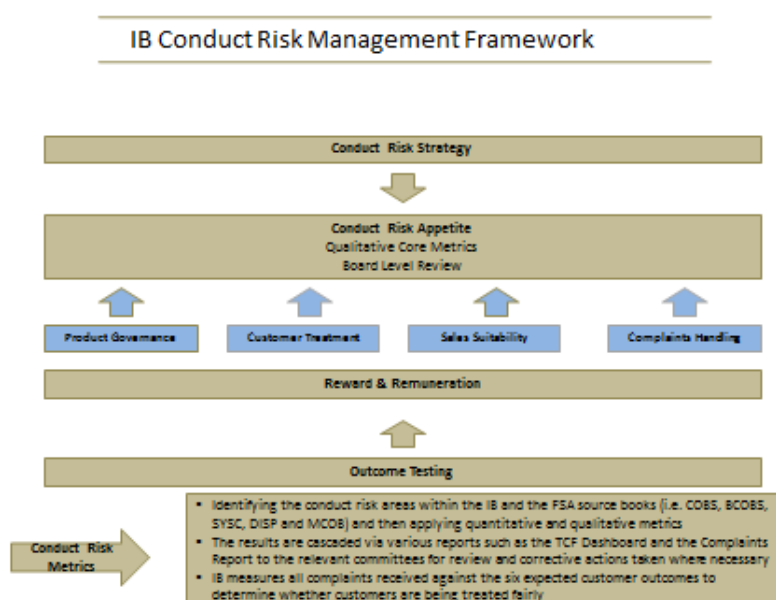 IB Conduct Risk Management Framework
Conduct Risk Strategy
Conduct Risk Appetite
Qualitative Core Metrics
Board Level Review
Product Governance
Customer Treatment
Sales Suitability
Complaints Handling
Reward & Remuneration
Outcome Testing
Conduct Risk
Metrics
▪ Identifying the conduct risk areas within the IB and the FSA source books (i.e. COBS, BCOBS,
SYSC, DISP and MCOB) and then applying quantitative and qualitative metrics
▪ The results are cascaded via various reports such as the TCF Dashboard and the Complaints
Report to the relevant committees for review and corrective actions taken where necessary
▪ IB measures all complaints received against the six expected customer outcomes to
determine whether customers are being treated fairly